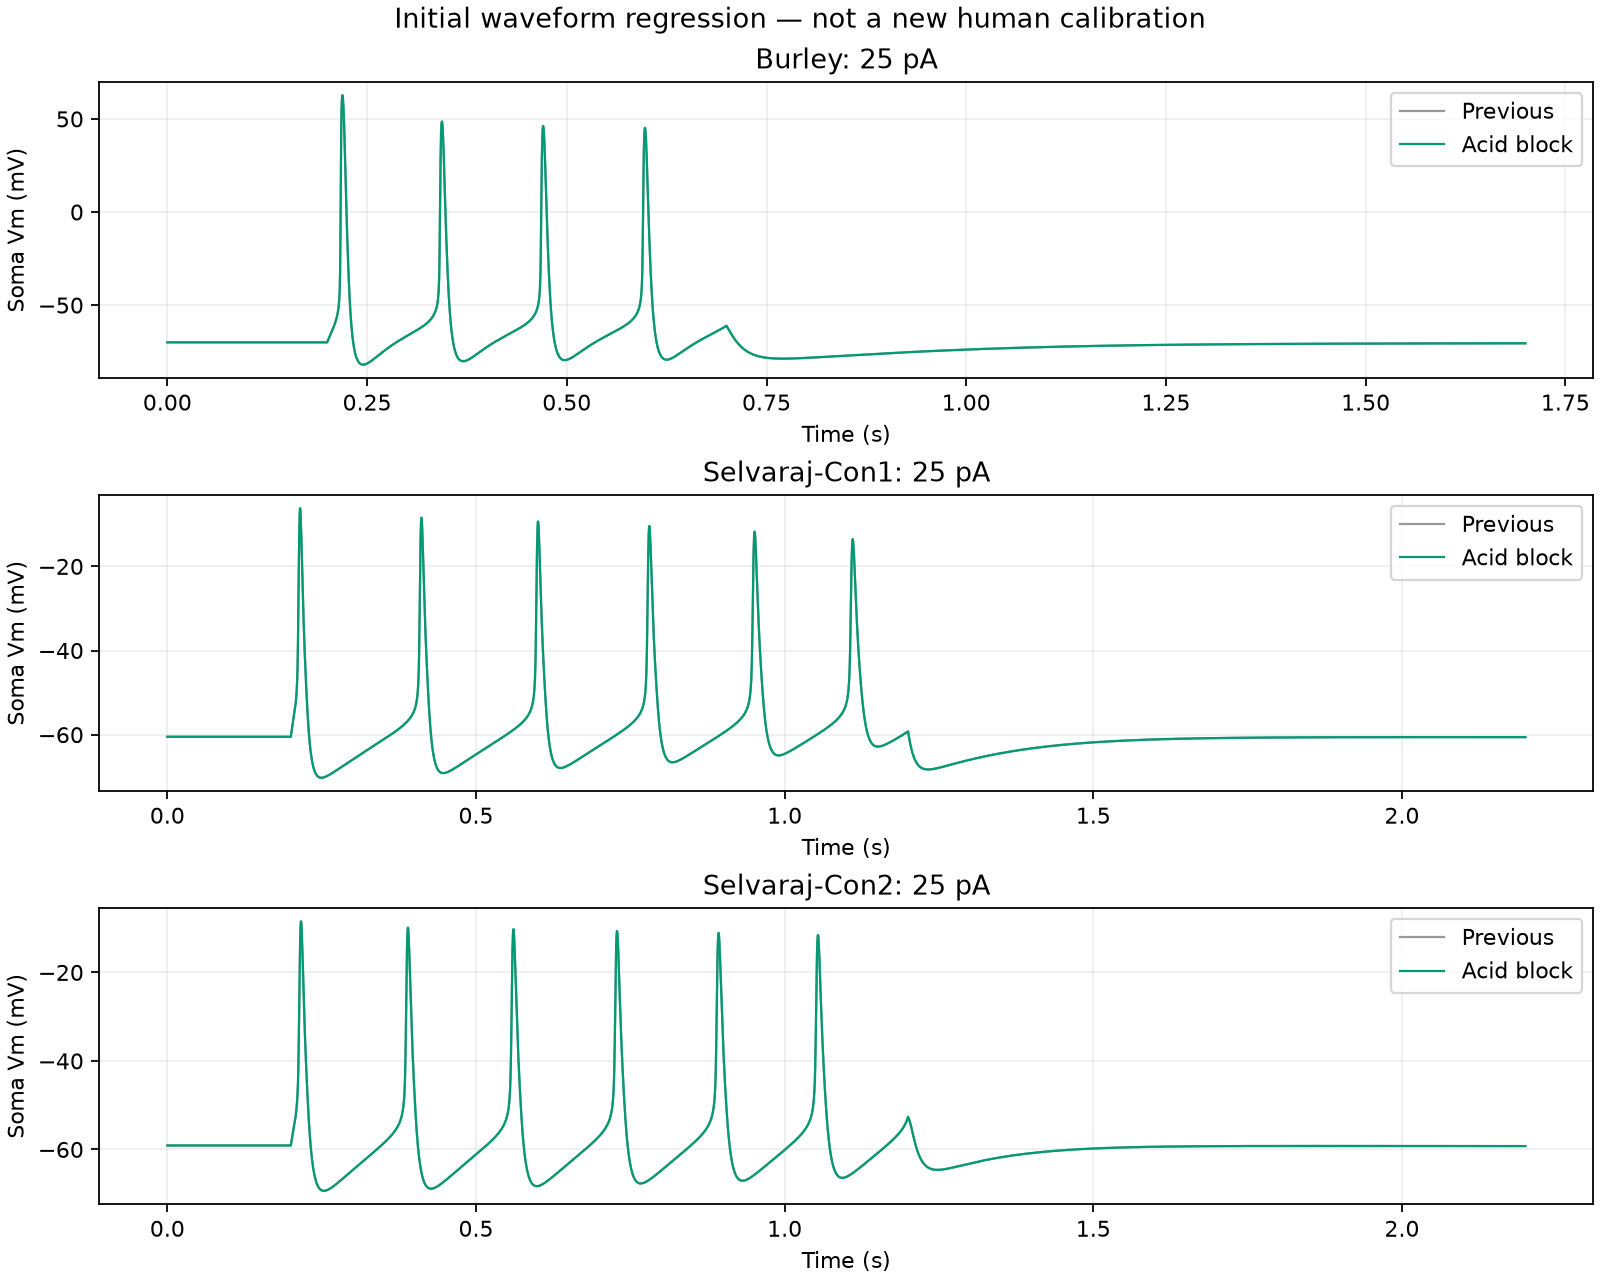 Initial waveform regression — not a new human calibration
Burley: 25 pA
Soma Vm (mV)
50
0
−50
Previous
Acid block
0.00 0.25 0.50 0.75 1.00 1.25 1.50 1.75
Time (s)
Selvaraj-Con1: 25 pA
Soma Vm (mV)
−20
−40
−60
Previous
Acid block
0.0 0.5 1.0 1.5 2.0
Time (s)
Selvaraj-Con2: 25 pA
Soma Vm (mV)
−20
−40
−60
Previous
Acid block
0.0 0.5 1.0 1.5 2.0
Time (s)